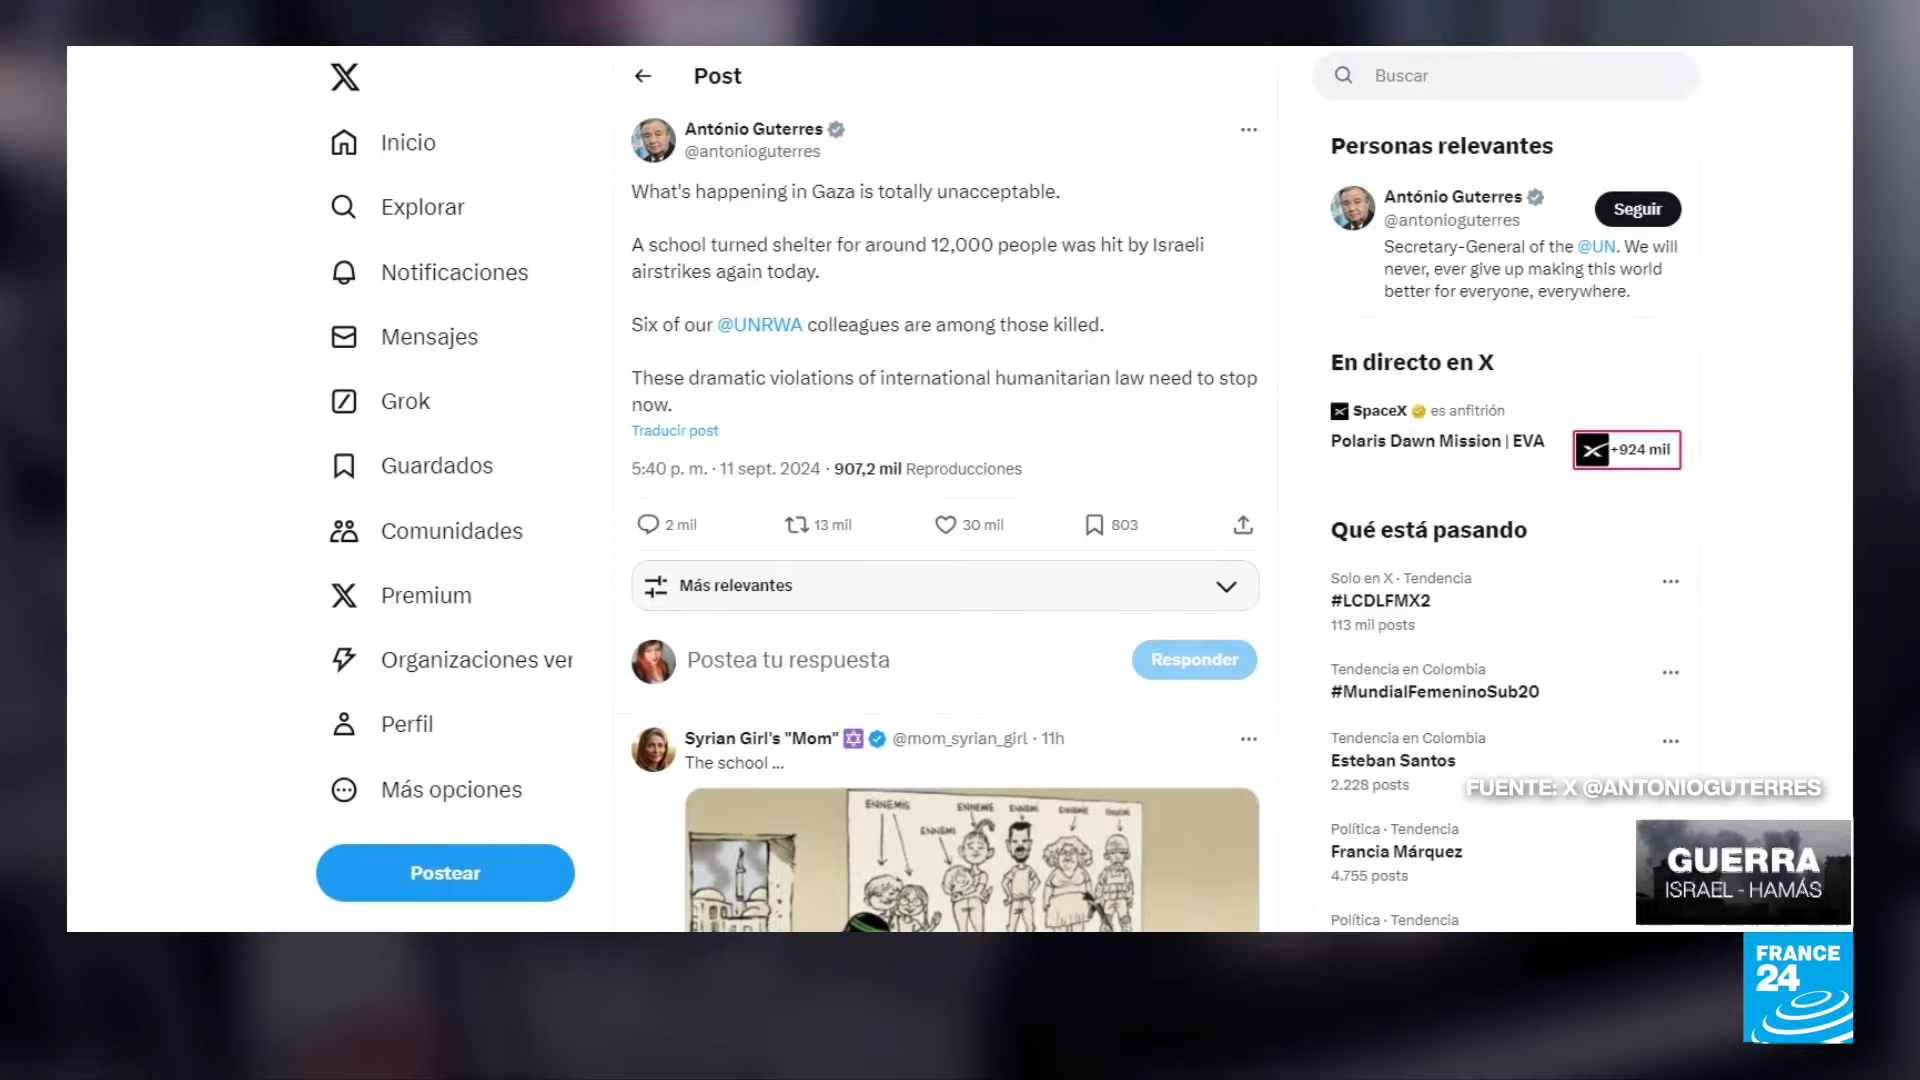 Inicio
Explorar
Notificaciones
Mensajes
Grok
Guardados
Comunidades
Premium
Organizaciones ver
Perfil
Más opciones
Postear
Post
António Guterres
@antonioguterres
What's happening in Gaza is totally unacceptable.
A school turned shelter for around 12,000 people was hit by Israeli
airstrikes again today.
Six of our @UNRWA colleagues are among those killed.
These dramatic violations of international humanitarian law need to stop
now.
Traducir post
5:40 p. m. · 11 sept. 2024 · 907,2 mil Reproducciones
2 mil
13 mil
30 mil
803
Más relevantes
Postea tu respuesta
Responder
Syrian Girl's "Mom" @mom_syrian_girl · 11h
The school ...
ENNEMIS
ENNEMIE
ENNEMI
ENNEMIE
ENNEMI
ENNEMI
Buscar
Personas relevantes
António Guterres
@antonioguterres
Seguir
Secretary-General of the @UN. We will
never, ever give up making this world
better for everyone, everywhere.
En directo en X
SpaceX es anfitrión
Polaris Dawn Mission | EVA
+924 mil
Qué está pasando
Solo en X · Tendencia
#LCDLFMX2
113 mil posts
Tendencia en Colombia
#MundialFemeninoSub20
Tendencia en Colombia
Esteban Santos
2.228 posts
FUENTE: X @ANTONIOGUTERRES
Política · Tendencia
Francia Márquez
4.755 posts
Política · Tendencia
GUERRA
ISRAEL - HAMÁS
FRANCE
24